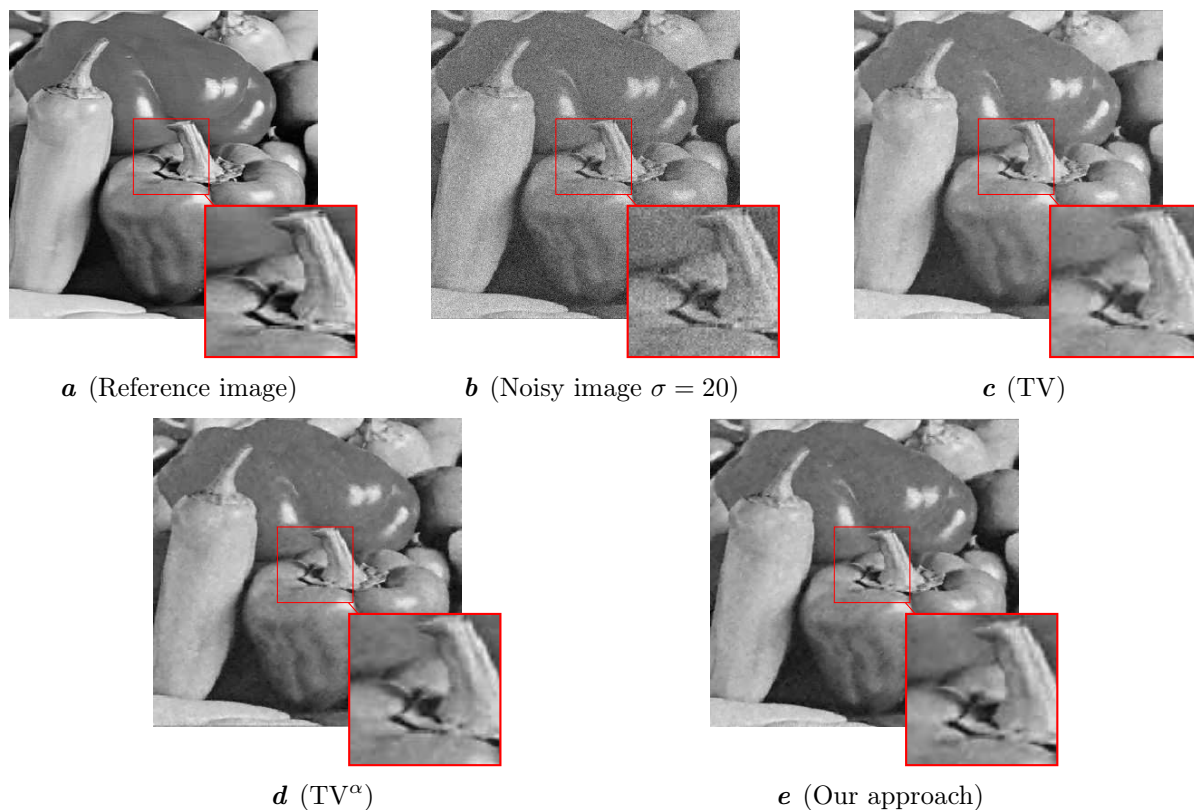 a (Reference image)
b (Noisy image σ = 20)
c (TV)
d (TV^α)
e (Our approach)